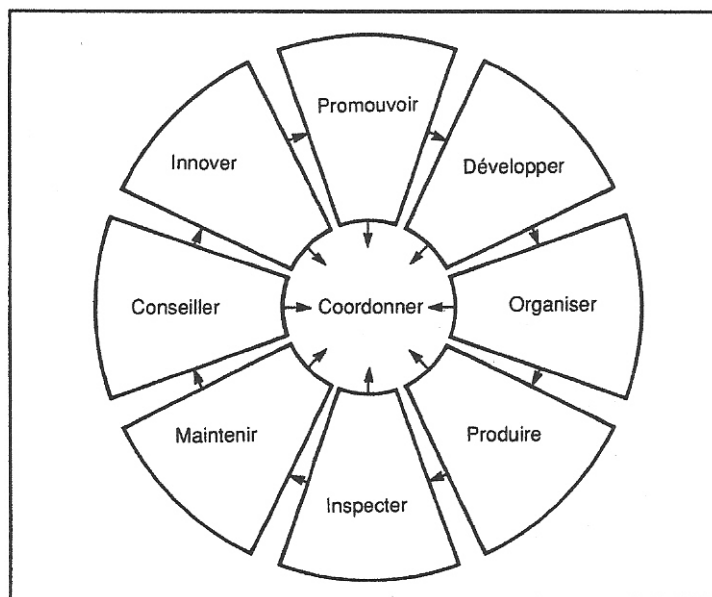 Promouvoir
Innover
Développer
Conseiller
Coordonner
Organiser
Maintenir
Produire
Inspecter